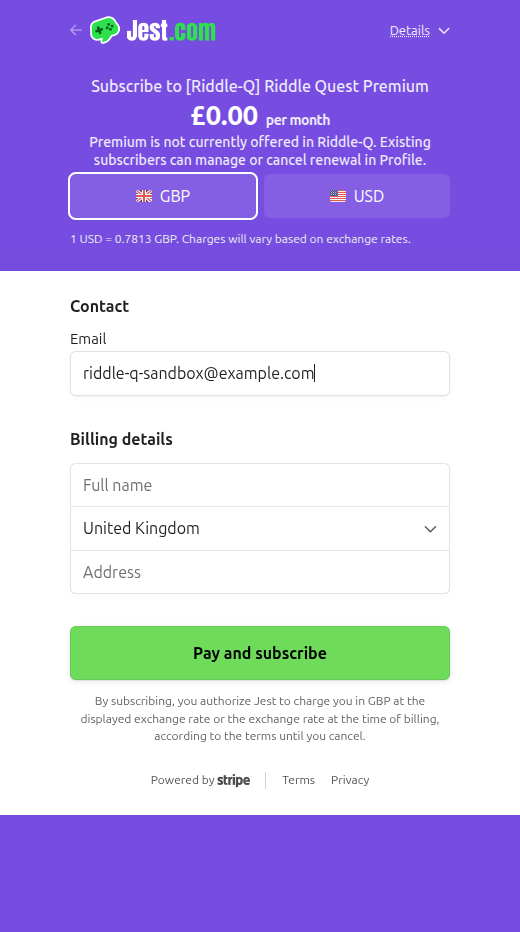 Jest.com
Details
Subscribe to [Riddle-Q] Riddle Quest Premium
£0.00 per month
Premium is not currently offered in Riddle-Q. Existing
subscribers can manage or cancel renewal in Profile.
GBP
USD
1 USD = 0.7813 GBP. Charges will vary based on exchange rates.
Contact
Email
riddle-q-sandbox@example.com
Billing details
Full name
United Kingdom
Address
Pay and subscribe
By subscribing, you authorize Jest to charge you in GBP at the
displayed exchange rate or the exchange rate at the time of billing,
according to the terms until you cancel.
Powered by stripe
Terms
Privacy